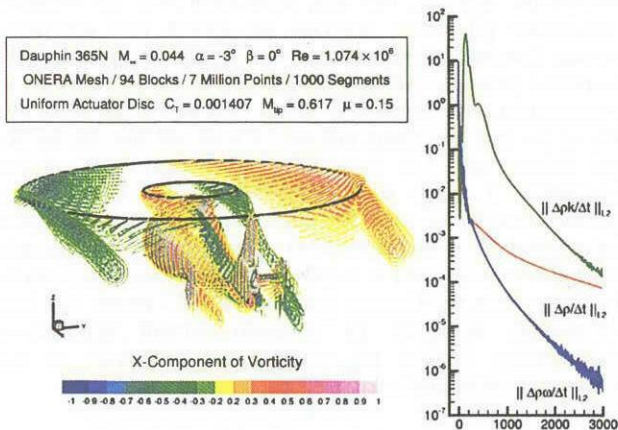 Dauphin 365N M∞ = 0.044 α = -3° β = 0° Re = 1.074 × 10⁶
ONERA Mesh / 94 Blocks / 7 Million Points / 1000 Segments
Uniform Actuator Disc C_T = 0.001407 M_tip = 0.617 μ = 0.15
Z
Y
X-Component of Vorticity
-1 -0.9 -0.8 -0.7 -0.6 -0.5 -0.4 -0.3 -0.2 0.2 0.3 0.4 0.5 0.6 0.7 0.8 0.9 1
10²
10¹
10⁰
10⁻¹
10⁻²
10⁻³
10⁻⁴
10⁻⁵
10⁻⁶
10⁻⁷
|| Δρk/Δt ||L2
|| Δρ/Δt ||L2
|| Δρω/Δt ||L2
0 1000 2000 3000